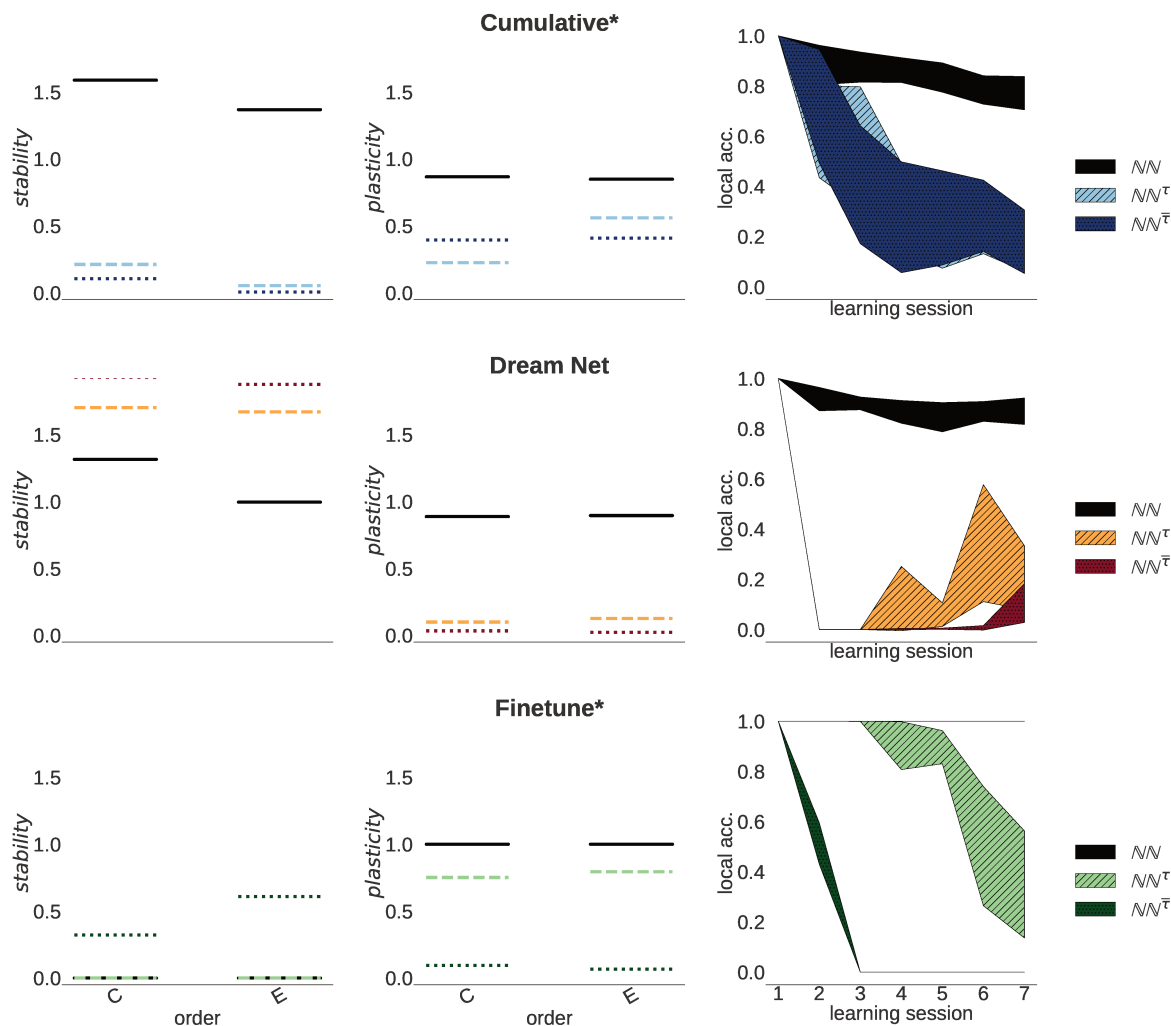 Cumulative*
stability
1.5
1.0
0.5
0.0
plasticity
1.5
1.0
0.5
0.0
local acc.
1.0
0.8
0.6
0.4
0.2
0.0
learning session
ℕℕ
ℕℕ^τ
ℕℕ^τ̅
Dream Net
stability
1.5
1.0
0.5
0.0
plasticity
1.5
1.0
0.5
0.0
local acc.
1.0
0.8
0.6
0.4
0.2
0.0
learning session
ℕℕ
ℕℕ^τ
ℕℕ^τ̅
Finetune*
stability
1.5
1.0
0.5
0.0
C E
order
plasticity
1.5
1.0
0.5
0.0
C E
order
local acc.
1.0
0.8
0.6
0.4
0.2
0.0
1 2 3 4 5 6 7
learning session
ℕℕ
ℕℕ^τ
ℕℕ^τ̅